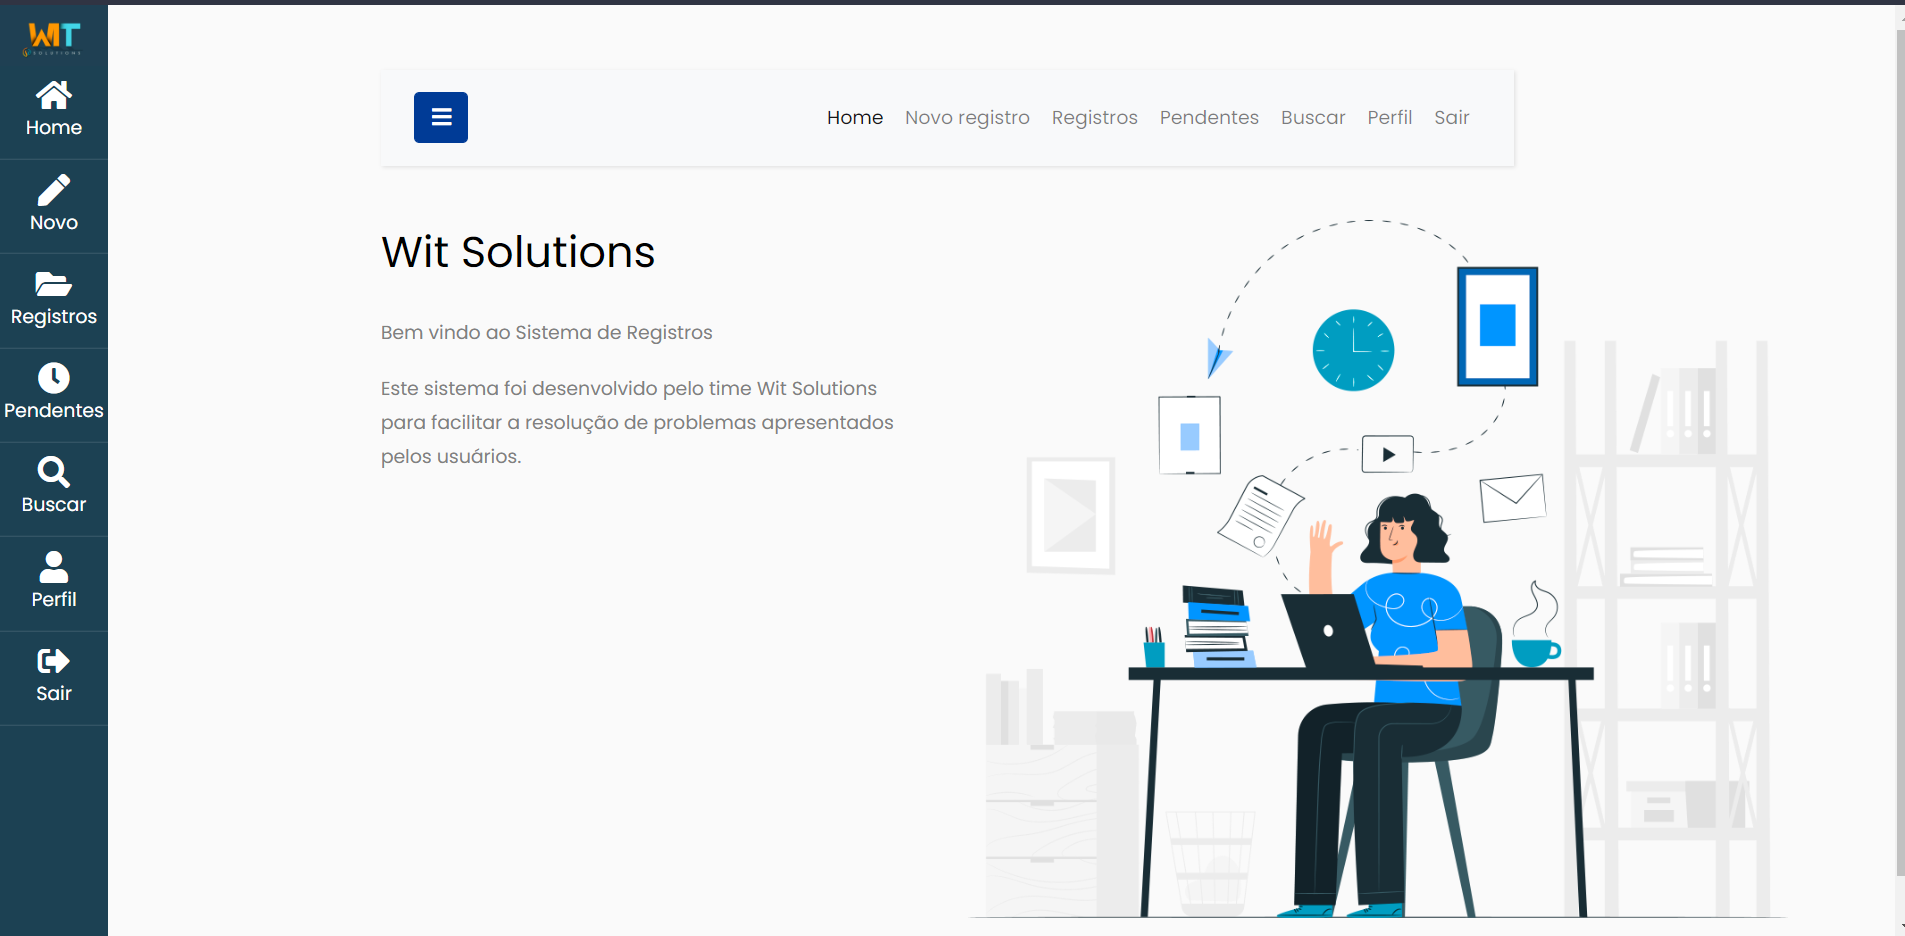 WIT
SOLUTIONS
Home
Novo
Registros
Pendentes
Buscar
Perfil
Sair
Home Novo registro Registros Pendentes Buscar Perfil Sair
Wit Solutions
Bem vindo ao Sistema de Registros
Este sistema foi desenvolvido pelo time Wit Solutions
para facilitar a resolução de problemas apresentados
pelos usuários.